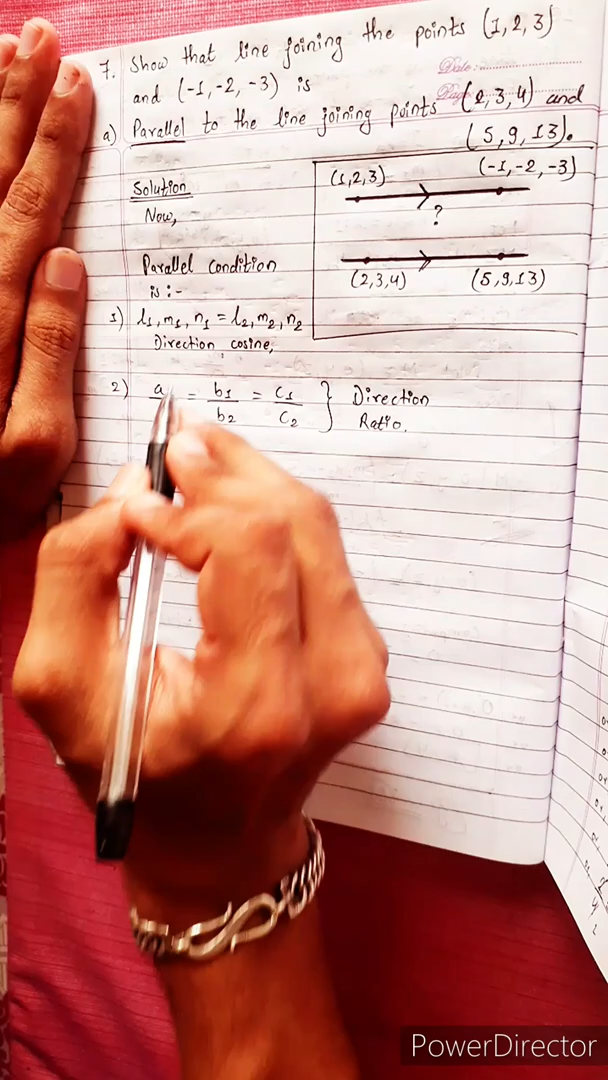 7. Show that line joining the points (1,2,3)
Date:
and (-1,-2,-3) is
a) Parallel to the line joining points (2,3,4) and
(5,9,13).
Solution
Now,
(1,2,3) (-1,-2,-3)
?
(2,3,4) (5,9,13)
Parallel condition
is :-
1) l1, m1, n1 = l2, m2, n2
Direction cosine,
2) a = b1/b2 = c1/c2 } Direction
Ratio.
PowerDirector